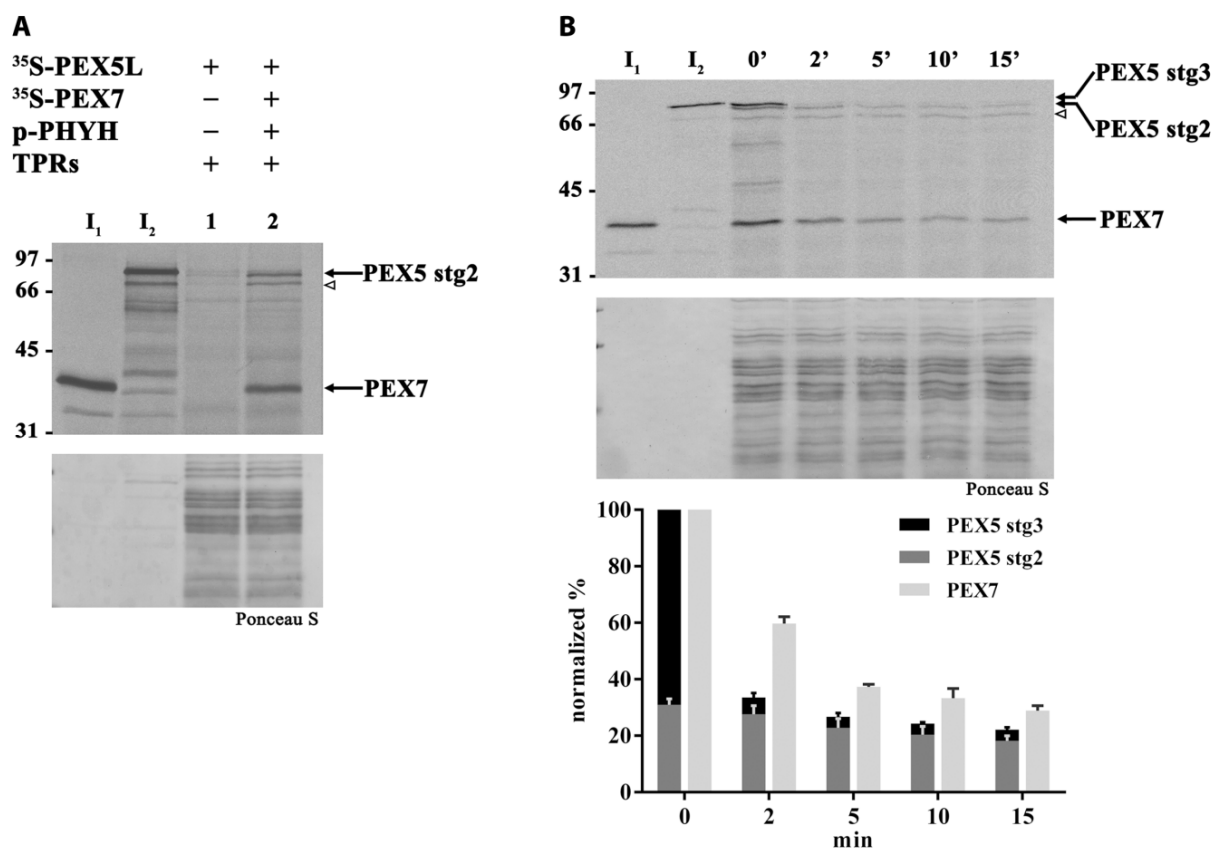 A
³⁵S-PEX5L + +
³⁵S-PEX7 – +
p-PHYH – +
TPRs + +
I₁ I₂ 1 2
97 -
66 -
45 -
31 -
PEX5 stg2
PEX7
Ponceau S
B
I₁ I₂ 0’ 2’ 5’ 10’ 15’
97 -
66 -
45 -
31 -
PEX5 stg3
PEX5 stg2
PEX7
Ponceau S
normalized %
100
80
60
40
20
0
PEX5 stg3
PEX5 stg2
PEX7
0 2 5 10 15
min